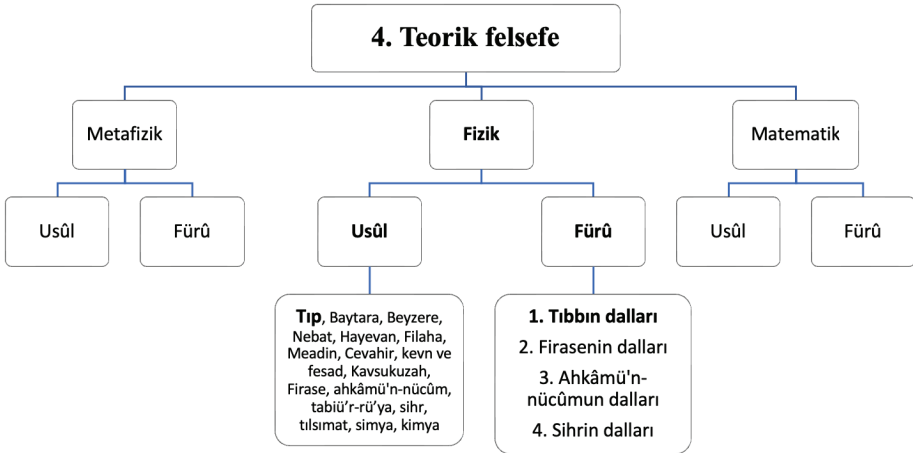 4. Teorik felsefe
Metafizik
Fizik
Matematik
Usûl
Fürû
Usûl
Fürû
Usûl
Fürû
Tıp, Baytara, Beyzere,
Nebat, Hayevan, Filaha,
Meadin, Cevahir, kevn ve
fesad, Kavsukuzah,
Firase, ahkâmü'n-nücûm,
tabiü’r-rü’ya, sihr,
tılsımat, simya, kimya
1. Tıbbın dalları
2. Firasenin dalları
3. Ahkâmü'n-
nücûmun dalları
4. Sihrin dalları